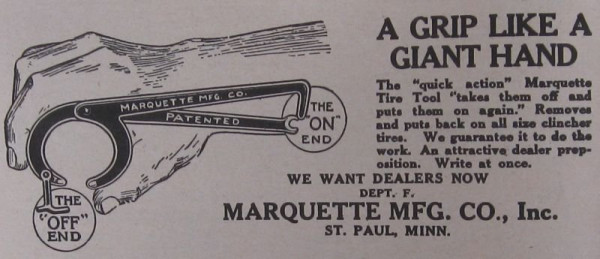 A GRIP LIKE A
GIANT HAND
The "quick action" Marquette
Tire Tool "takes them off and
puts them on again." Removes
and puts back on all size clincher
tires. We guarantee it to do the
work. An attractive dealer prep-
osition. Write at once.
MARQUETTE MFG. CO.
PATENTED
THE
"ON"
END
THE
"OFF"
END
WE WANT DEALERS NOW
DEPT. F.
MARQUETTE MFG. CO., Inc.
ST. PAUL, MINN.